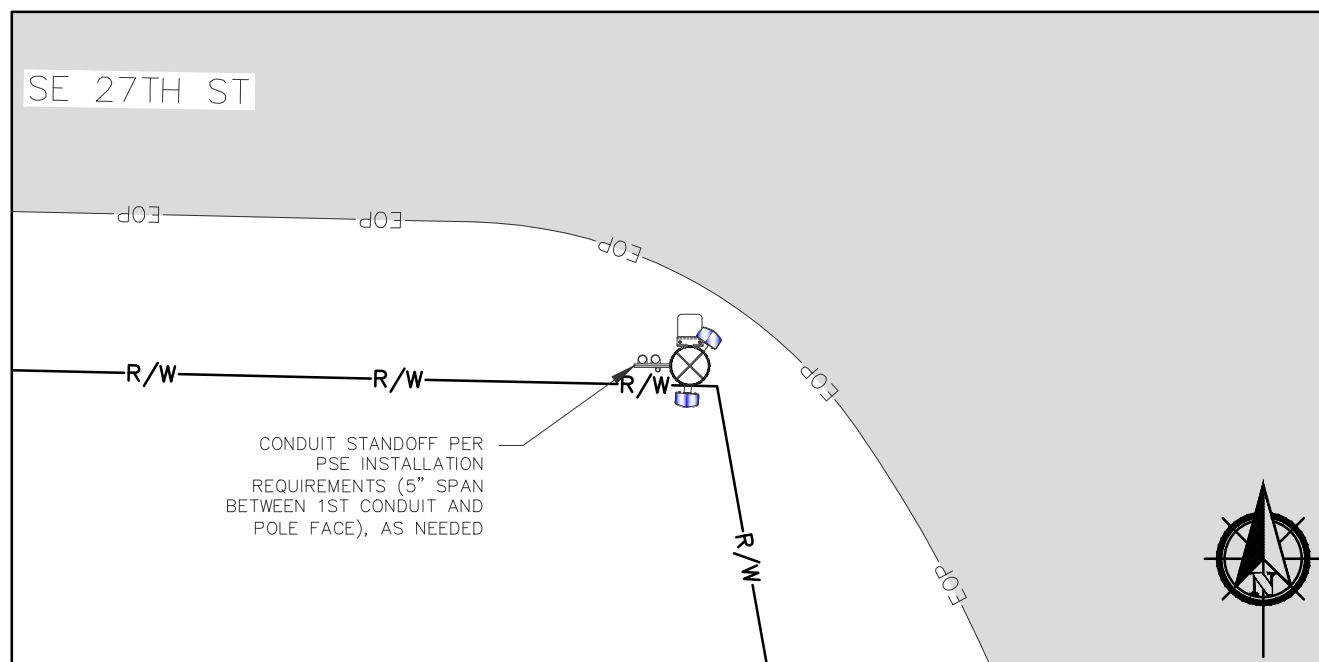 SE 27TH ST
EOP
EOP
EOP
R/W
R/W
R/W
EOP
CONDUIT STANDOFF PER
PSE INSTALLATION
REQUIREMENTS (5" SPAN
BETWEEN 1ST CONDUIT AND
POLE FACE), AS NEEDED
R/W
EOP
N